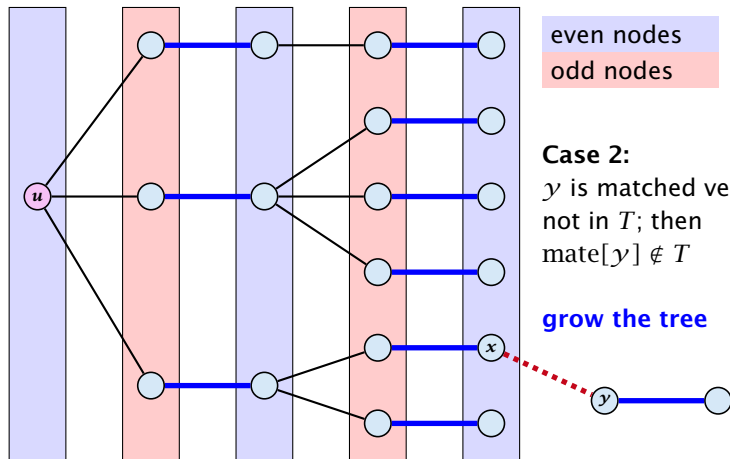 even nodes
odd nodes
Case 2:
y is matched ve
not in T; then
mate[y] ∉ T
grow the tree
u
x
y